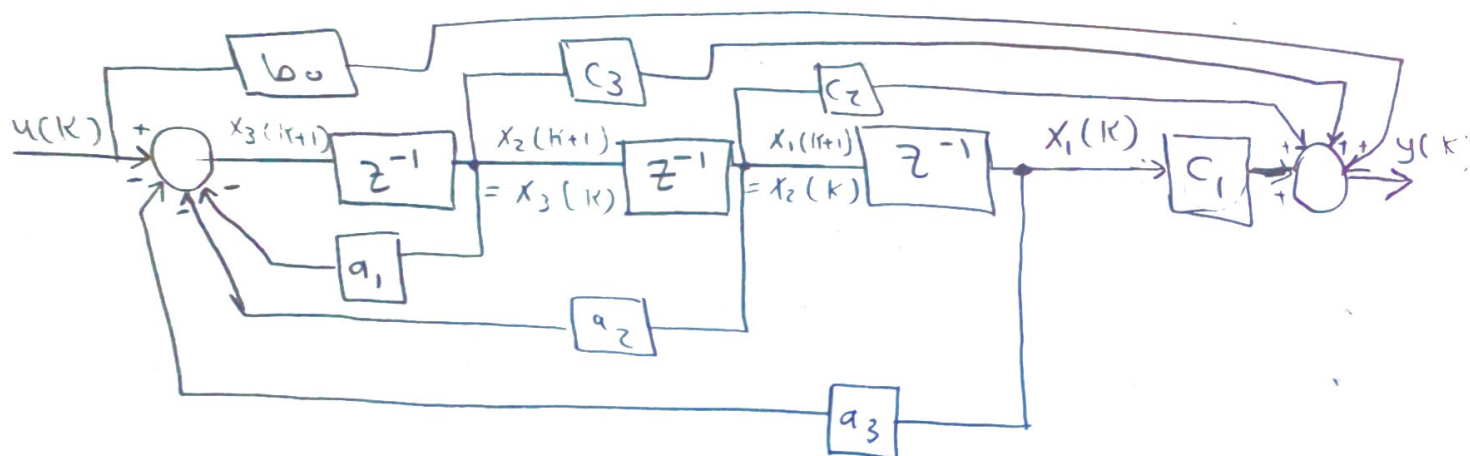 b₀
C₃
C₂
u(k)
+
x₃(k+1)
z⁻¹
x₂(k+1)
= x₃(k)
z⁻¹
x₁(k+1)
= x₂(k)
z⁻¹
x₁(k)
C₁
+ + + +
y(k)
- - -
a₁
a₂
a₃